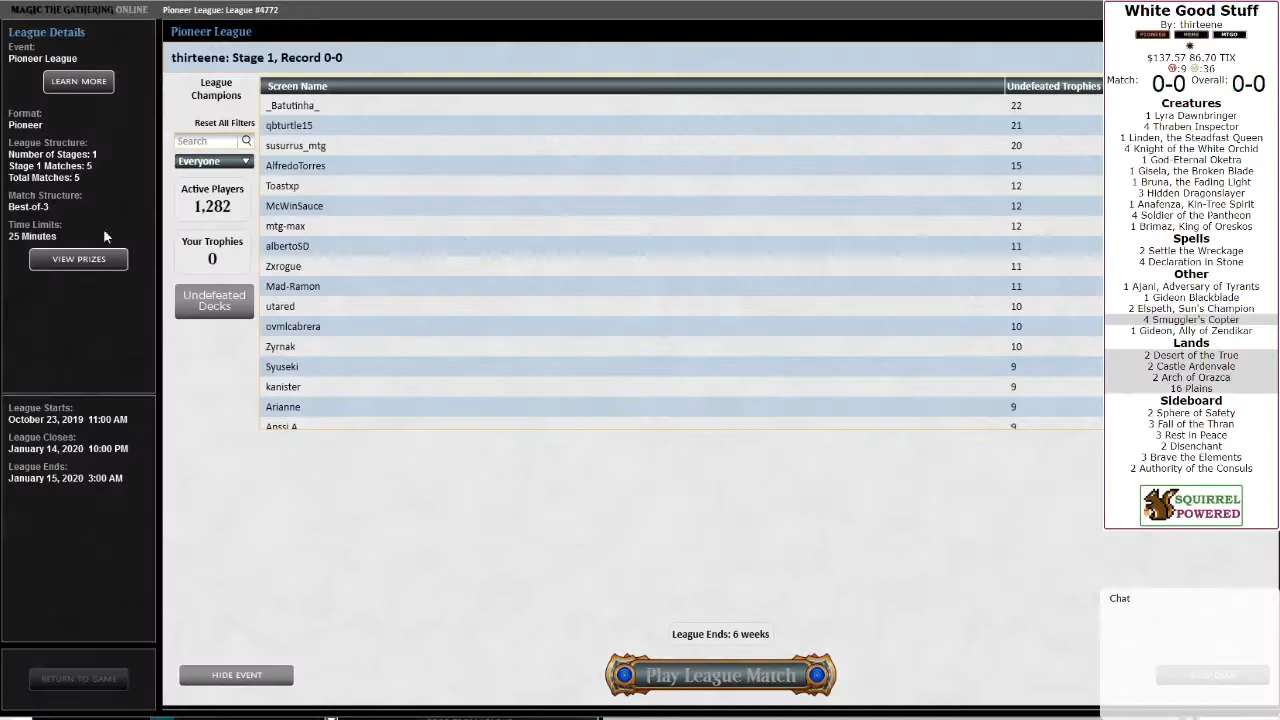 MAGIC THE GATHERING ONLINE
Pioneer League: League #4772
League Details
Event:
Pioneer League
LEARN MORE
Format:
Pioneer
League Structure:
Number of Stages: 1
Stage 1 Matches: 5
Total Matches: 5
Match Structure:
Best-of-3
Time Limits:
25 Minutes
VIEW PRIZES
League Starts:
October 23, 2019 11:00 AM
League Closes:
January 14, 2020 10:00 PM
League Ends:
January 15, 2020 3:00 AM
RETURN TO GAME
Pioneer League
thirteene: Stage 1, Record 0-0
League
Champions
Reset All Filters
Search
Everyone
Active Players
1,282
Your Trophies
0
Undefeated
Decks
Screen Name Undefeated Trophies
_Batutinha_ 22
qbturtle15 21
susurrus_mtg 20
AlfredoTorres 15
Toastxp 12
McWinSauce 12
mtg-max 12
albertoSD 11
Zxrogue 11
Mad-Ramon 11
utared 10
ovmlcabrera 10
Zyrnak 10
Syuseki 9
kanister 9
Arianne 9
Anssi A 9
League Ends: 6 weeks
HIDE EVENT
Play League Match
White Good Stuff
By: thirteene
PIONEER MEME MTGO
$137.57 86.70 TIX
:9 :36
Match: 0-0 Overall: 0-0
Creatures
1 Lyra Dawnbringer
4 Thraben Inspector
1 Linden, the Steadfast Queen
4 Knight of the White Orchid
1 God-Eternal Oketra
1 Gisela, the Broken Blade
1 Bruna, the Fading Light
3 Hidden Dragonslayer
1 Anafenza, Kin-Tree Spirit
4 Soldier of the Pantheon
1 Brimaz, King of Oreskos
Spells
2 Settle the Wreckage
4 Declaration in Stone
Other
1 Ajani, Adversary of Tyrants
1 Gideon Blackblade
2 Elspeth, Sun's Champion
4 Smuggler's Copter
1 Gideon, Ally of Zendikar
Lands
2 Desert of the True
2 Castle Ardenvale
2 Arch of Orazca
16 Plains
Sideboard
2 Sphere of Safety
3 Fall of the Thran
3 Rest in Peace
2 Disenchant
3 Brave the Elements
2 Authority of the Consuls
SQUIRREL
POWERED
Chat